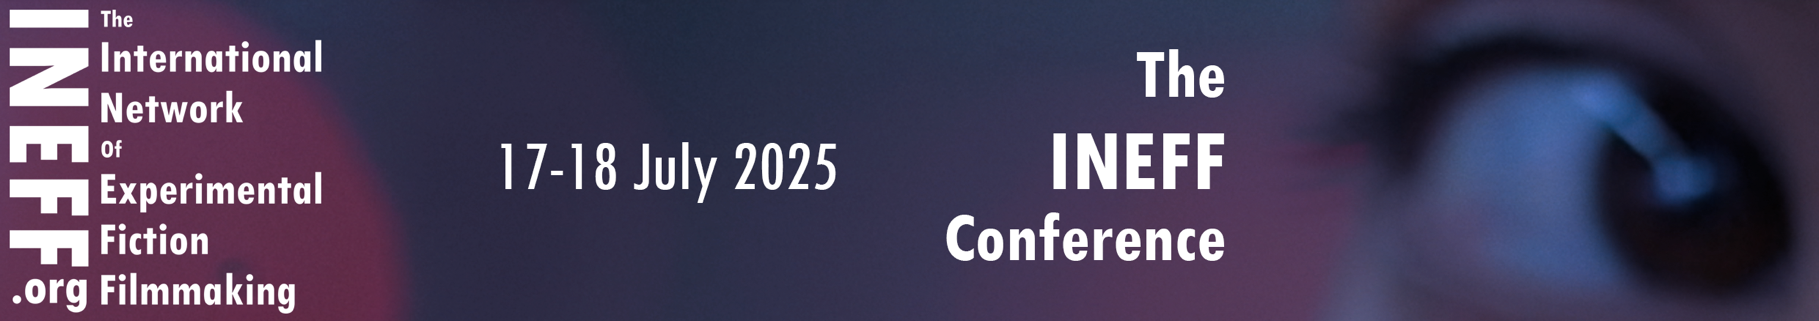 INEFF
.org
The
International
Network
Of
Experimental
Fiction
Filmmaking
17-18 July 2025
The
INEFF
Conference